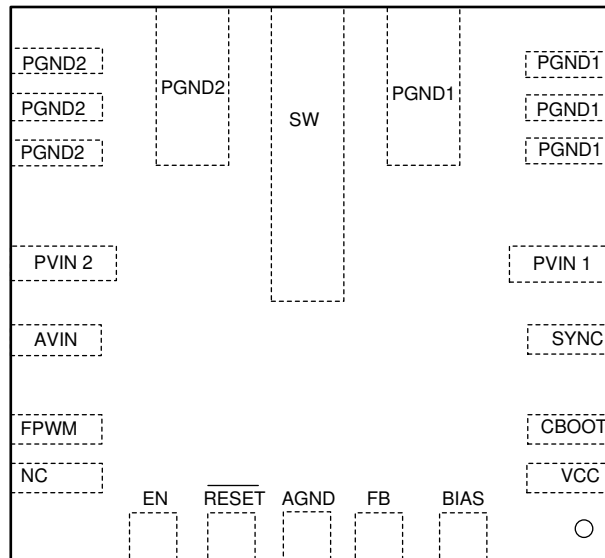 PGND2
PGND2
PGND2
PGND2
SW
PGND1
PGND1
PGND1
PGND1
PVIN 2
PVIN 1
AVIN
SYNC
FPWM
CBOOT
NC
VCC
EN
RESET
AGND
FB
BIAS